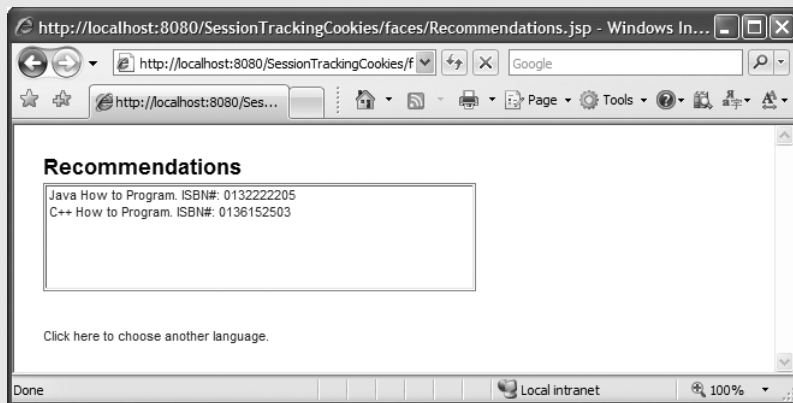 http://localhost:8080/SessionTrackingCookies/faces/Recommendations.jsp - Windows In...
http://localhost:8080/SessionTrackingCookies/f
Google
http://localhost:8080/Ses...
Page
Tools
Recommendations
Java How to Program. ISBN#: 0132222205
C++ How to Program. ISBN#: 0136152503
Click here to choose another language.
Done
Local intranet
100%